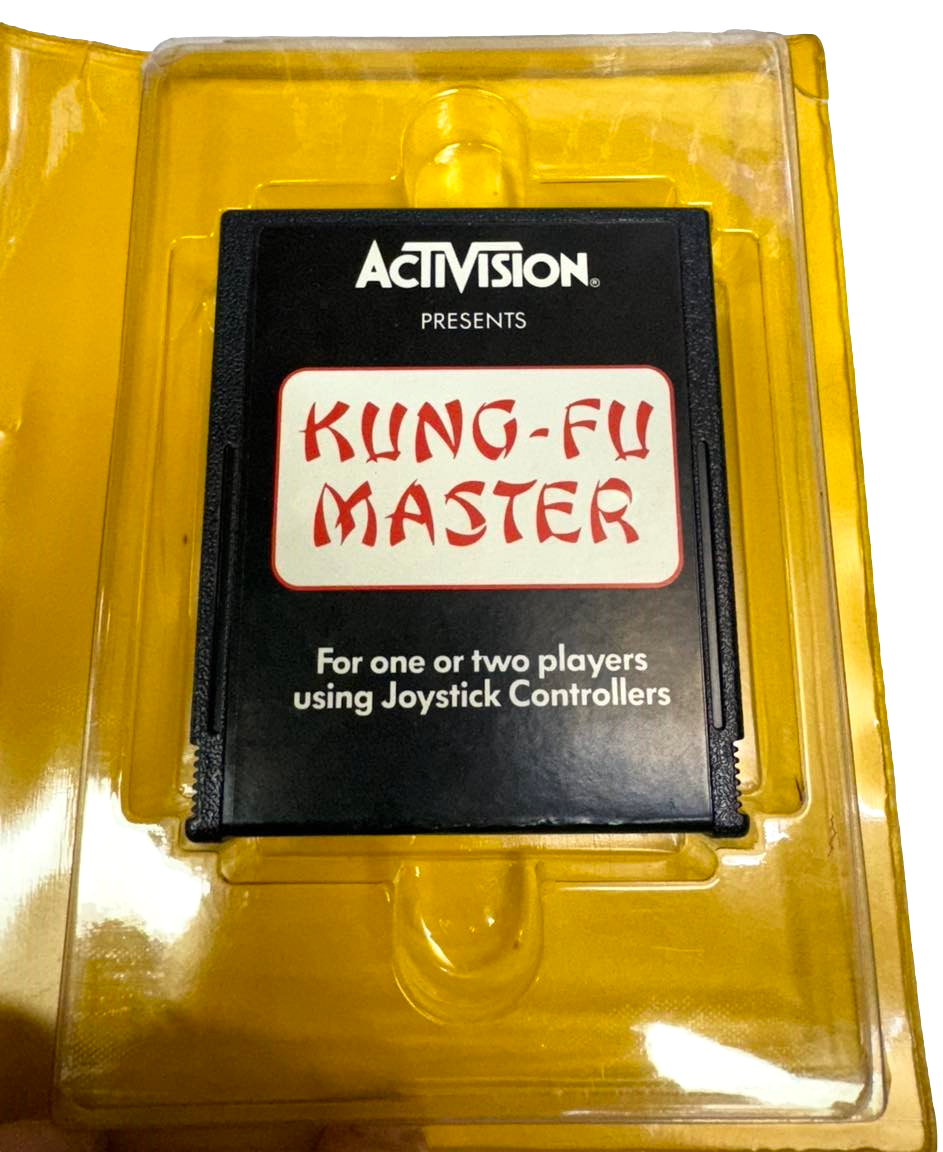 ACTIVISION®
PRESENTS
KUNG-FU
MASTER
For one or two players
using Joystick Controllers